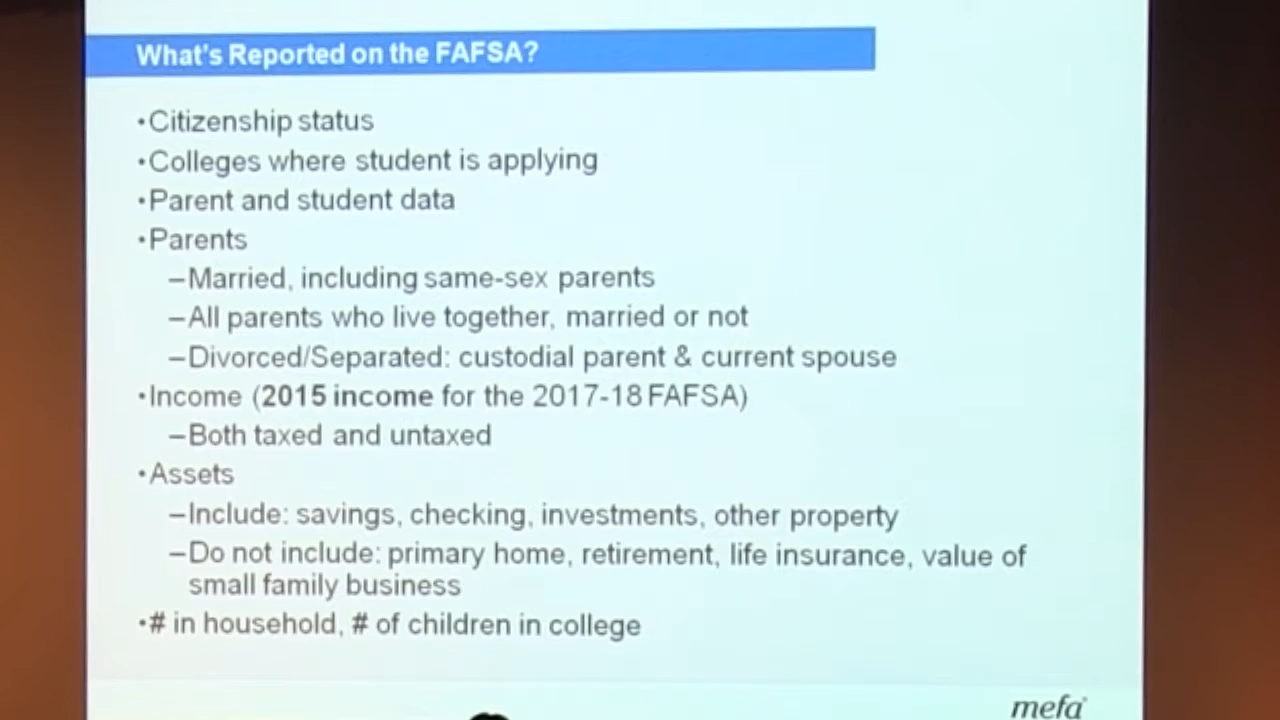 What's Reported on the FAFSA?
•Citizenship status
•Colleges where student is applying
•Parent and student data
•Parents
–Married, including same-sex parents
–All parents who live together, married or not
–Divorced/Separated: custodial parent & current spouse
•Income (2015 income for the 2017-18 FAFSA)
–Both taxed and untaxed
•Assets
–Include: savings, checking, investments, other property
–Do not include: primary home, retirement, life insurance, value of
small family business
•# in household, # of children in college
mefa